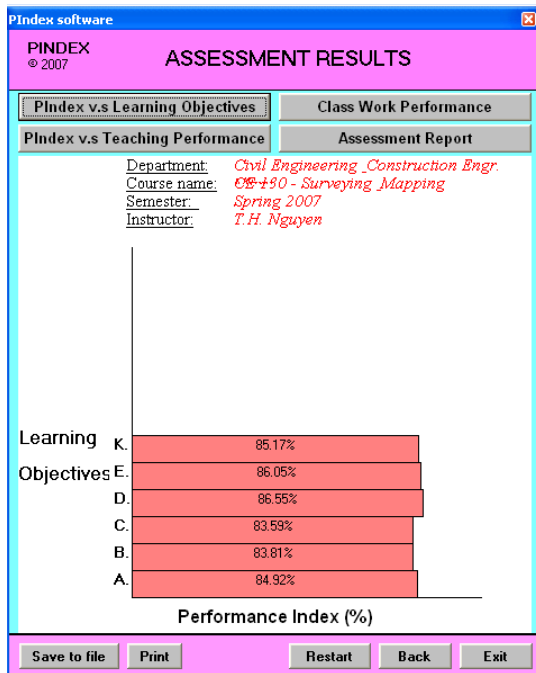 PIndex software
PINDEX
© 2007
ASSESSMENT RESULTS
PIndex v.s Learning Objectives
Class Work Performance
PIndex v.s Teaching Performance
Assessment Report
Department: Civil Engineering _Construction Engr.
Course name: - Surveying _Mapping
Semester: Spring 2007
Instructor: T.H. Nguyen
Learning
Objectives
K. 85.17%
E. 86.05%
D. 86.55%
C. 83.59%
B. 83.81%
A. 84.92%
Performance Index (%)
Save to file
Print
Restart
Back
Exit